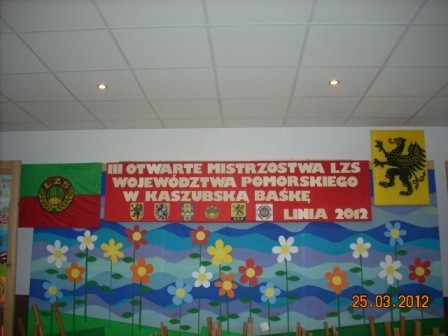 III OTWARTE MISTRZOSTWA LZS
WOJEWÓDZTWA POMORSKIEGO
W KASZUBSKĄ BAŚKĘ
LINIA 2012
LZS
25.03.2012